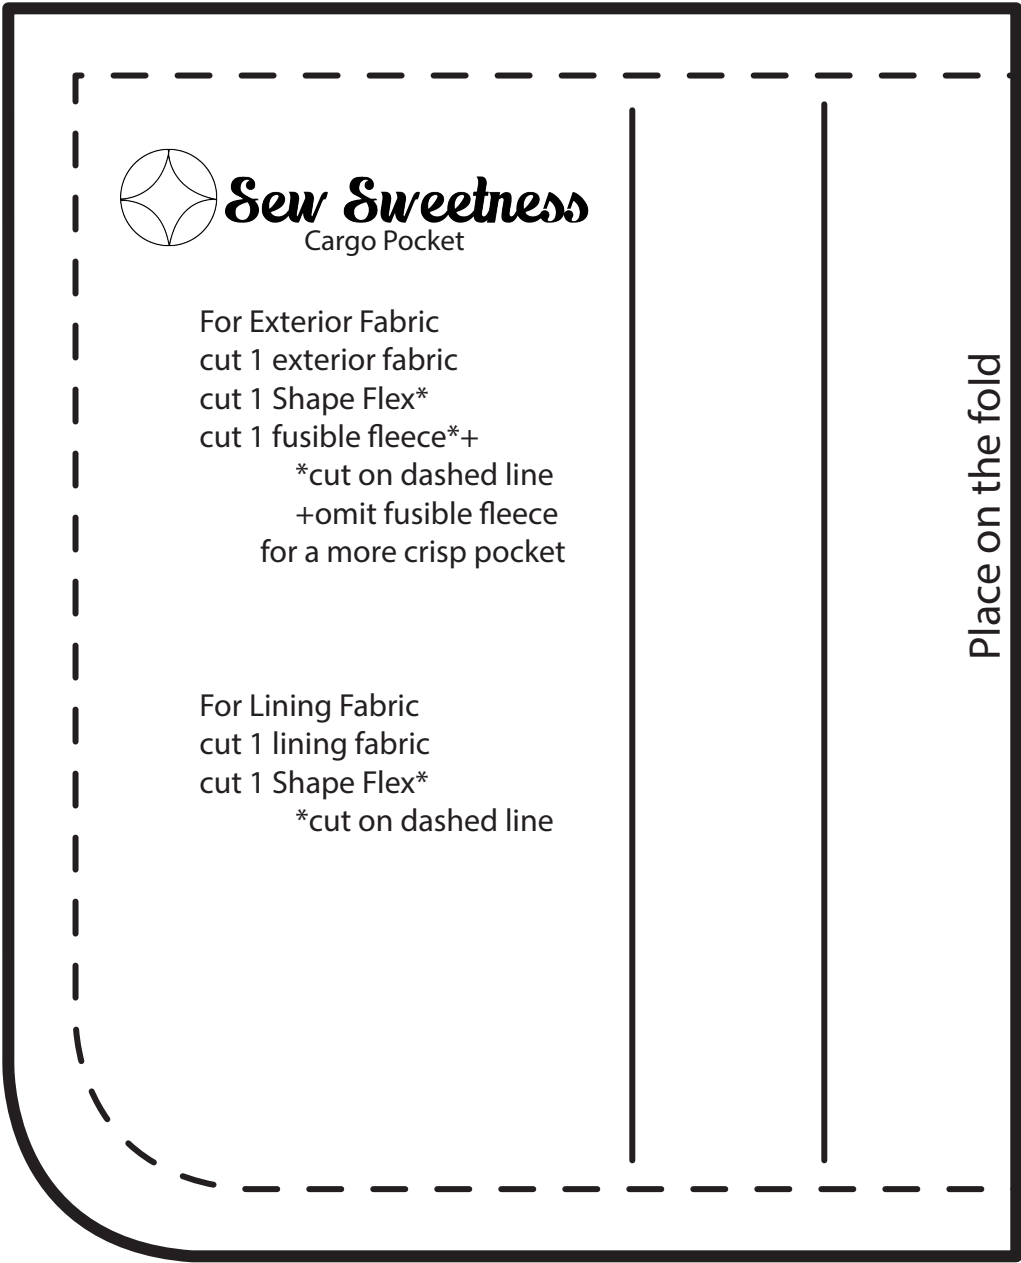 Sew Sweetness
Cargo Pocket
For Exterior Fabric
cut 1 exterior fabric
cut 1 Shape Flex*
cut 1 fusible fleece*+
*cut on dashed line
+omit fusible fleece
for a more crisp pocket
For Lining Fabric
cut 1 lining fabric
cut 1 Shape Flex*
*cut on dashed line
Place on the fold